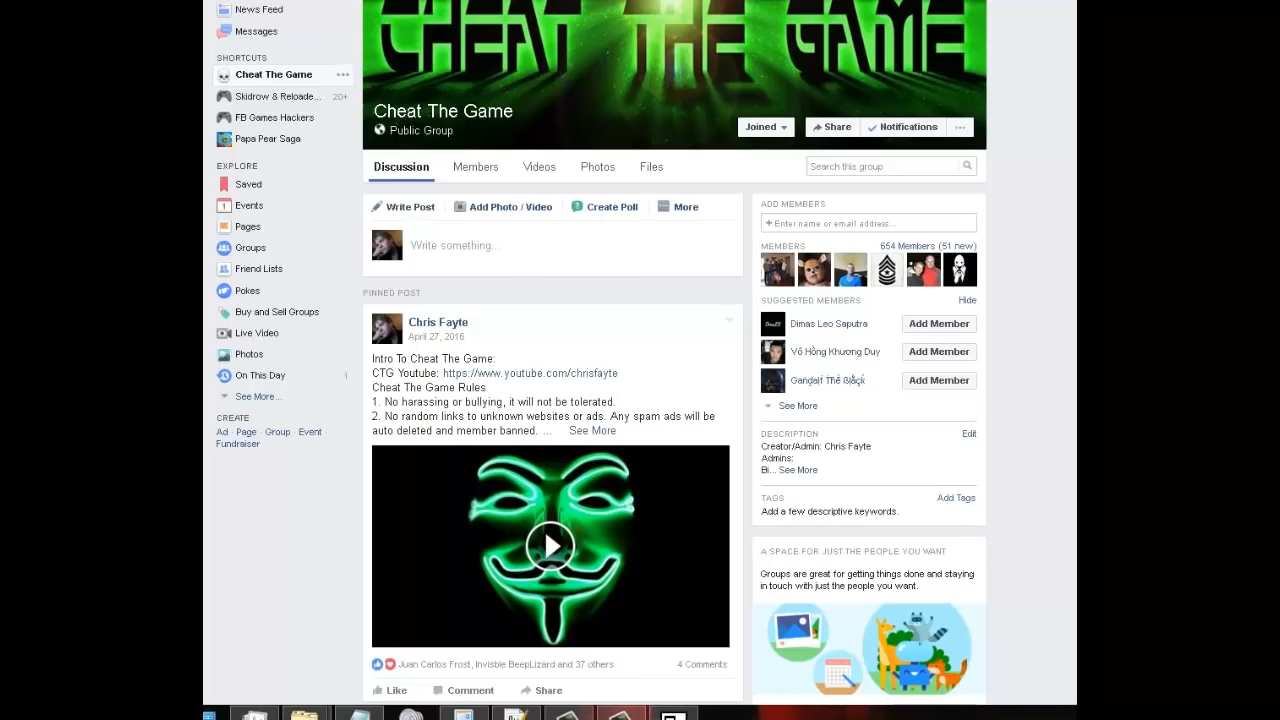 News Feed
Messages
SHORTCUTS
Cheat The Game
Skidrow & Reloade... 20+
FB Games Hackers
Papa Pear Saga
EXPLORE
Saved
1 Events
Pages
Groups
Friend Lists
Pokes
Buy and Sell Groups
Live Video
Photos
On This Day 1
See More...
CREATE
Ad · Page · Group · Event ·
Fundraiser
CHEAT THE GAME
Cheat The Game
Public Group
Joined
Share
Notifications
Discussion Members Videos Photos Files
Search this group
Write Post Add Photo / Video Create Poll More
Write something...
PINNED POST
Chris Fayte
April 27, 2016
Intro To Cheat The Game:
CTG Youtube: https://www.youtube.com/chrisfayte
Cheat The Game Rules
1. No harassing or bullying, it will not be tolerated.
2. No random links to unknown websites or ads. Any spam ads will be
auto deleted and member banned. ... See More
Juan Carlos Frost, Invisble BeepLizard and 37 others 4 Comments
Like Comment Share
ADD MEMBERS
+ Enter name or email address...
MEMBERS 654 Members (51 new)
SUGGESTED MEMBERS Hide
Dimas Leo Saputra Add Member
Võ Hồng Khương Duy Add Member
Add Member
See More
DESCRIPTION Edit
Creator/Admin: Chris Fayte
Admins:
Bi... See More
TAGS Add Tags
Add a few descriptive keywords.
A SPACE FOR JUST THE PEOPLE YOU WANT
Groups are great for getting things done and staying
in touch with just the people you want.